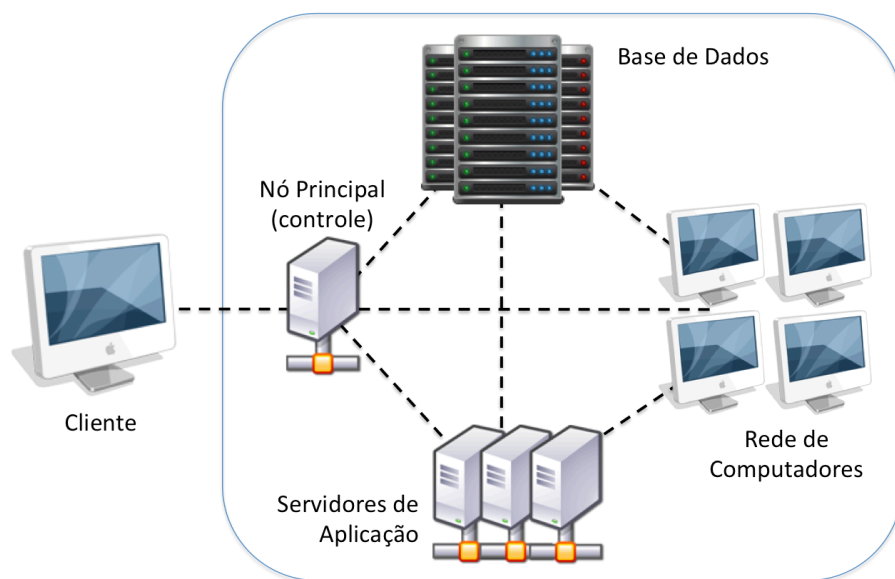 Base de Dados
Nó Principal
(controle)
Cliente
Rede de
Computadores
Servidores de
Aplicação